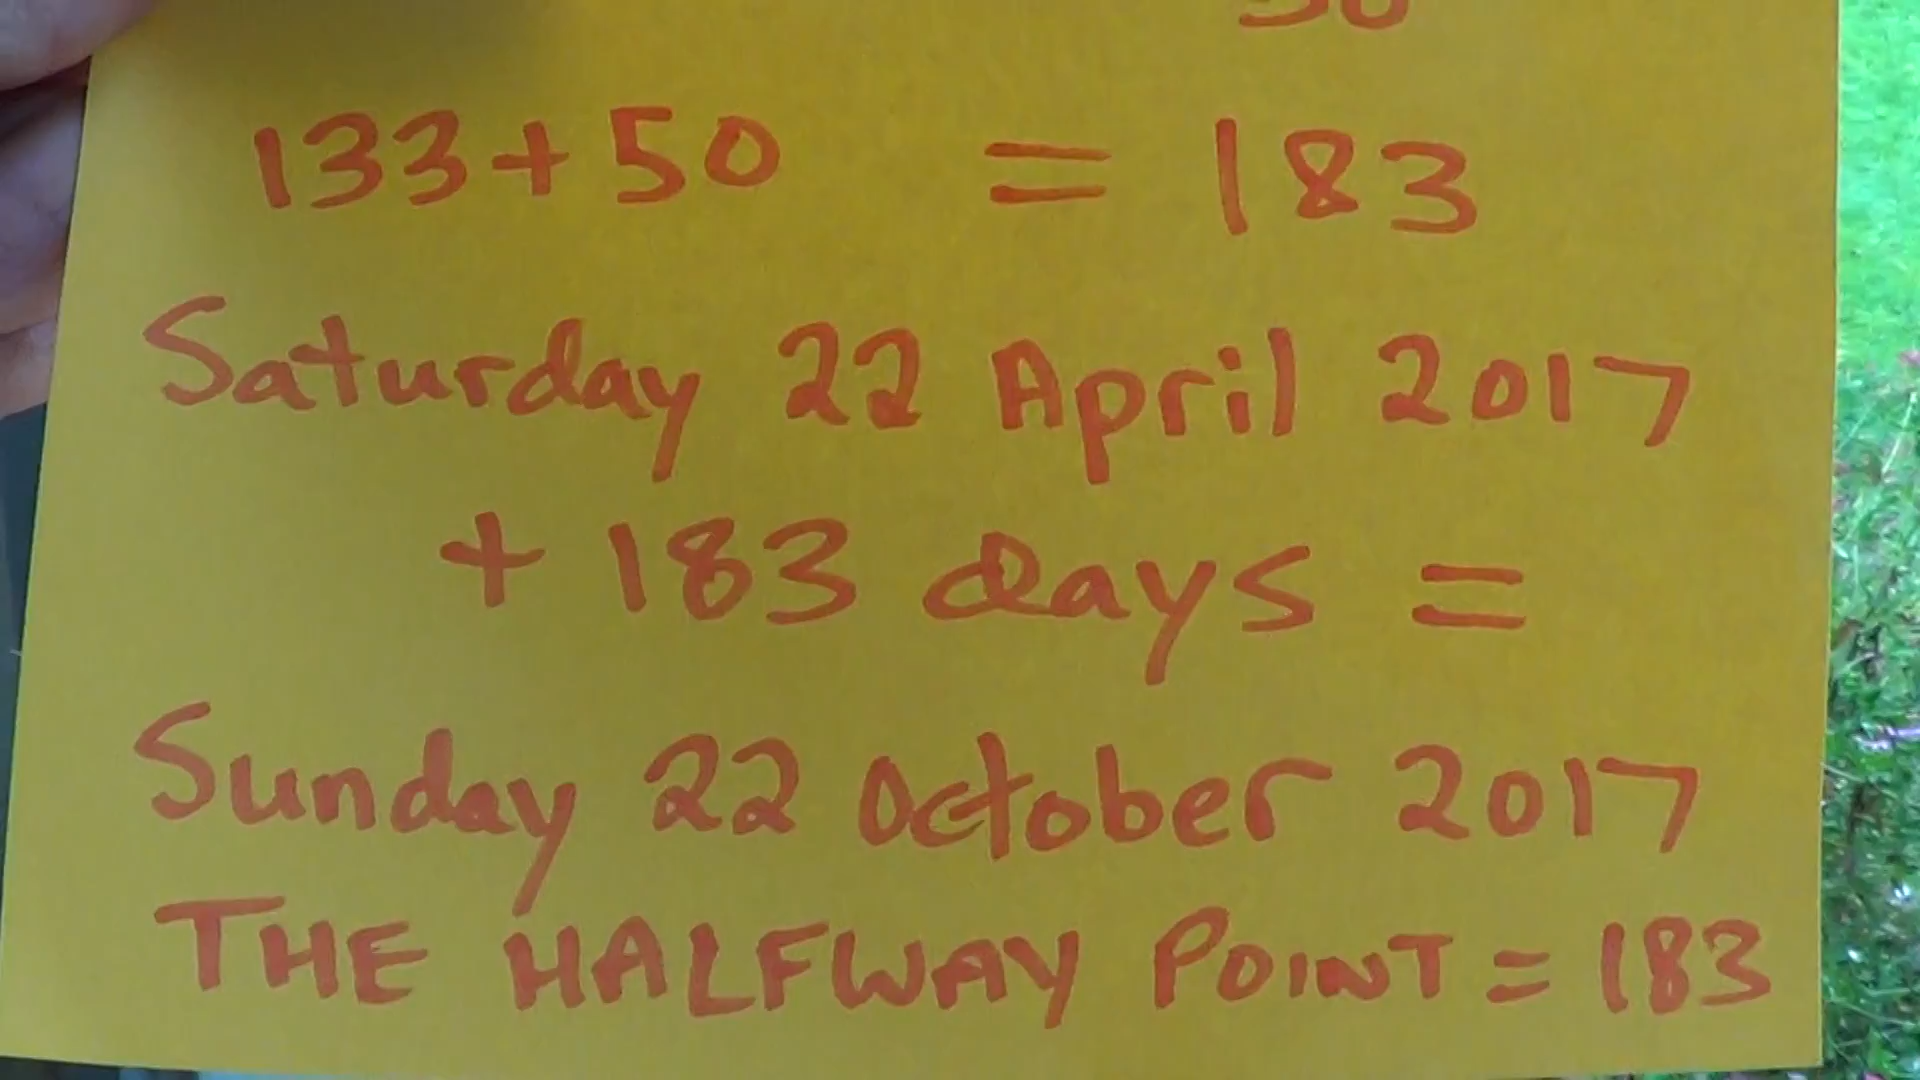 133+50 = 183
Saturday 22 April 2017
+ 183 days =
Sunday 22 October 2017
THE HALFWAY POINT = 183